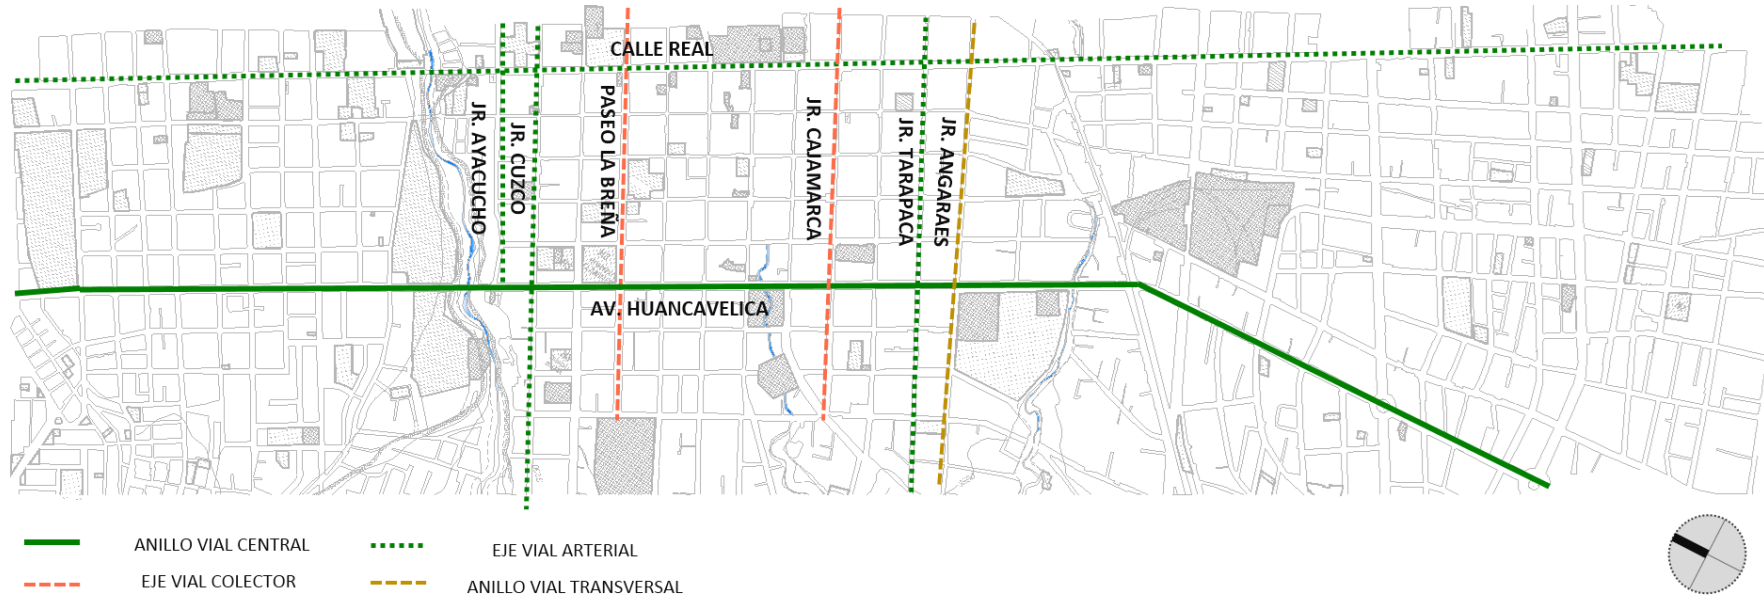 CALLE REAL
JR. AYACUCHO
JR. CUZCO
PASEO LA BREÑA
JR. CAJAMARCA
JR. TARAPACA
JR. ANGARAES
AV. HUANCAVELICA
ANILLO VIAL CENTRAL
EJE VIAL ARTERIAL
EJE VIAL COLECTOR
ANILLO VIAL TRANSVERSAL